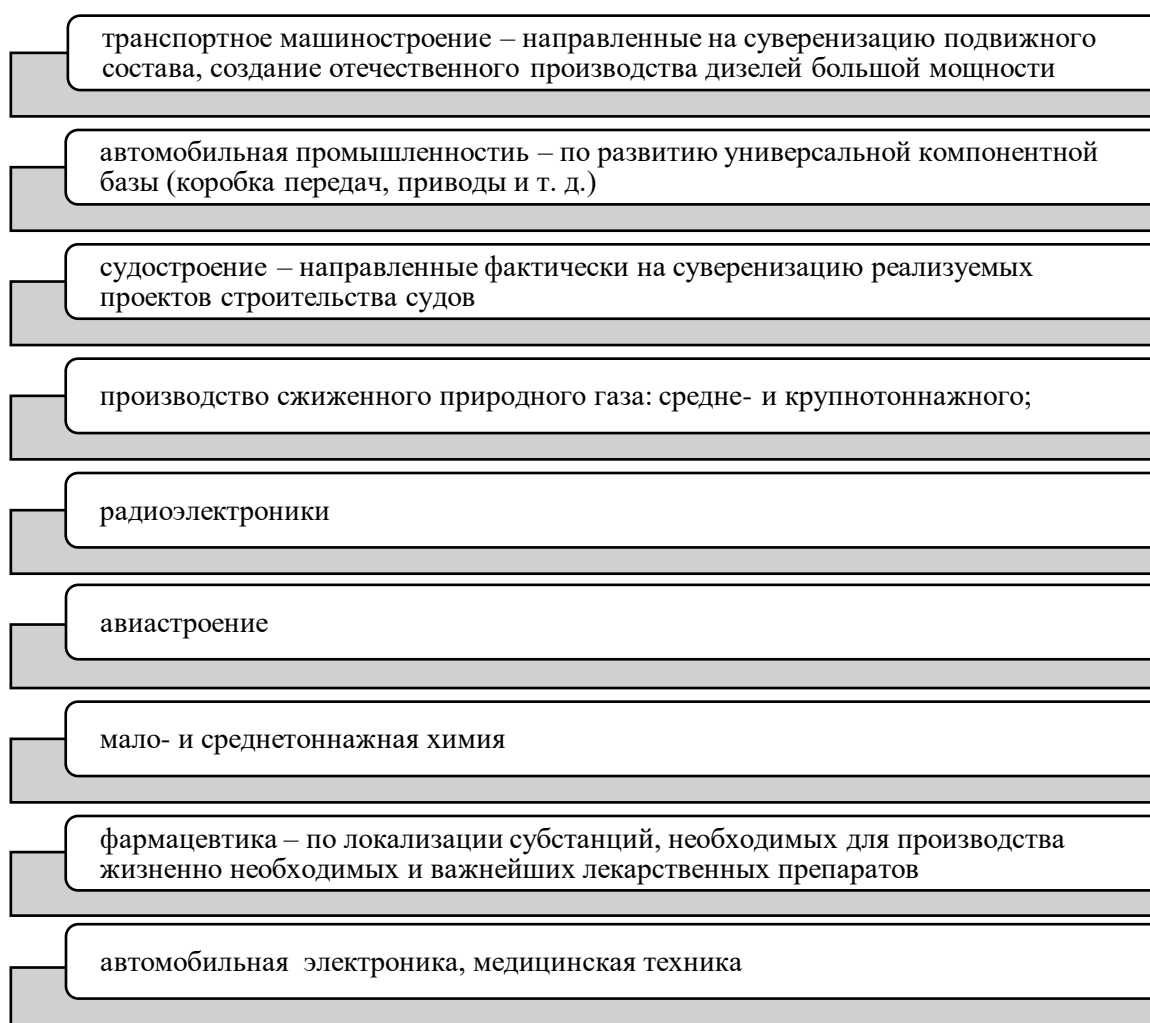 транспортное машиностроение – направленные на суверенизацию подвижного
состава, создание отечественного производства дизелей большой мощности
автомобильная промышленностиь – по развитию универсальной компонентной
базы (коробка передач, приводы и т. д.)
судостроение – направленные фактически на суверенизацию реализуемых
проектов строительства судов
производство сжиженного природного газа: средне- и крупнотоннажного;
радиоэлектроники
авиастроение
мало- и среднетоннажная химия
фармацевтика – по локализации субстанций, необходимых для производства
жизненно необходимых и важнейших лекарственных препаратов
автомобильная  электроника, медицинская техника